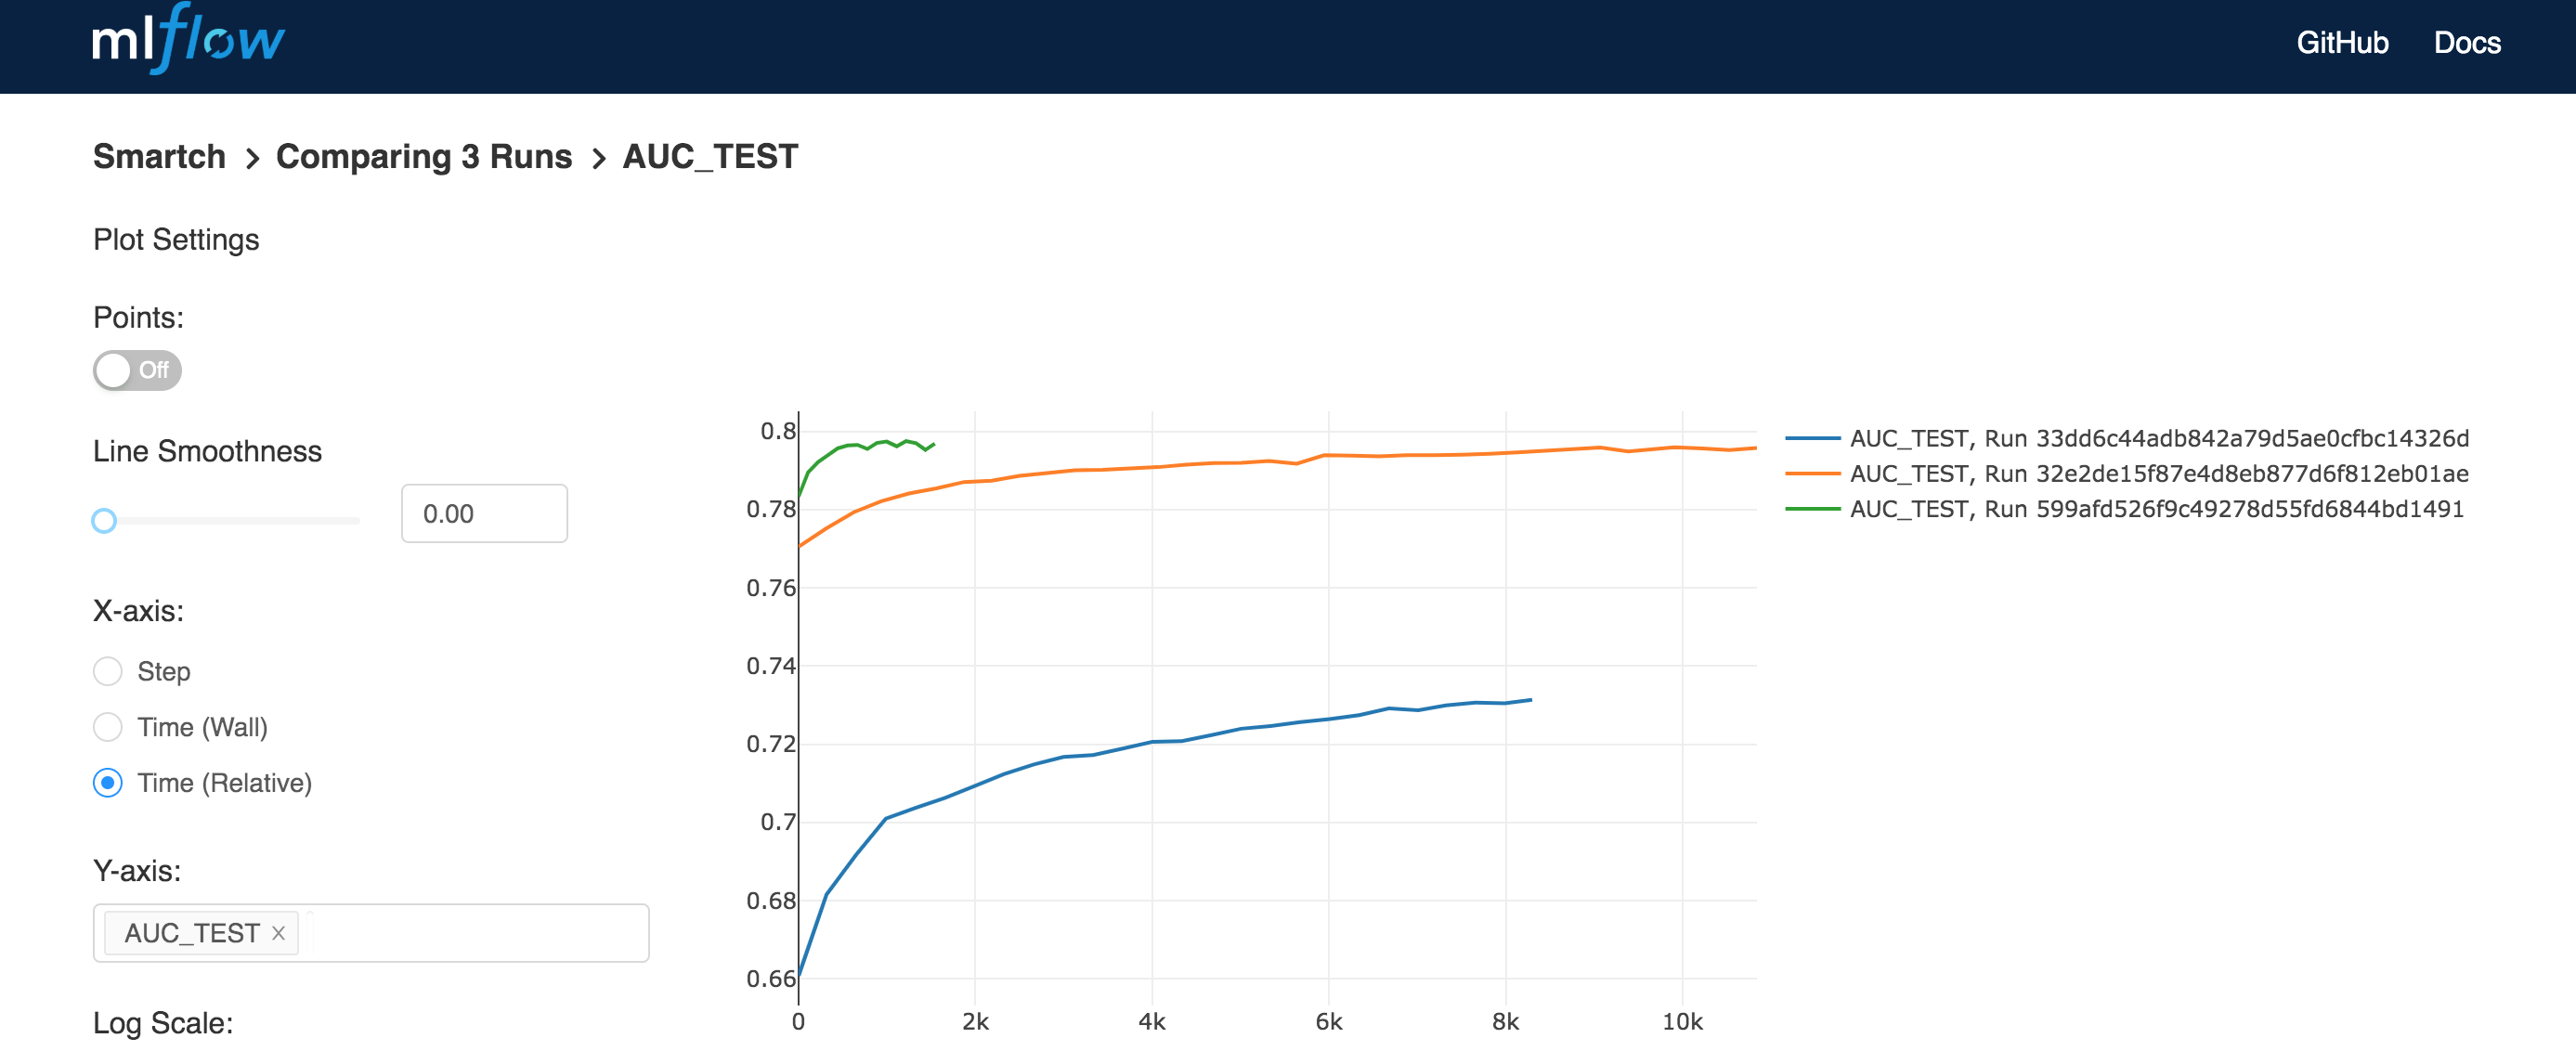 mlflow
GitHub Docs
Smartch > Comparing 3 Runs > AUC_TEST
Plot Settings
Points:
Off
Line Smoothness
0.00
X-axis:
Step
Time (Wall)
Time (Relative)
Y-axis:
AUC_TEST ×
Log Scale:
0.8
0.78
0.76
0.74
0.72
0.7
0.68
0.66
0 2k 4k 6k 8k 10k
AUC_TEST, Run 33dd6c44adb842a79d5ae0cfbc14326d
AUC_TEST, Run 32e2de15f87e4d8eb877d6f812eb01ae
AUC_TEST, Run 599afd526f9c49278d55fd6844bd1491